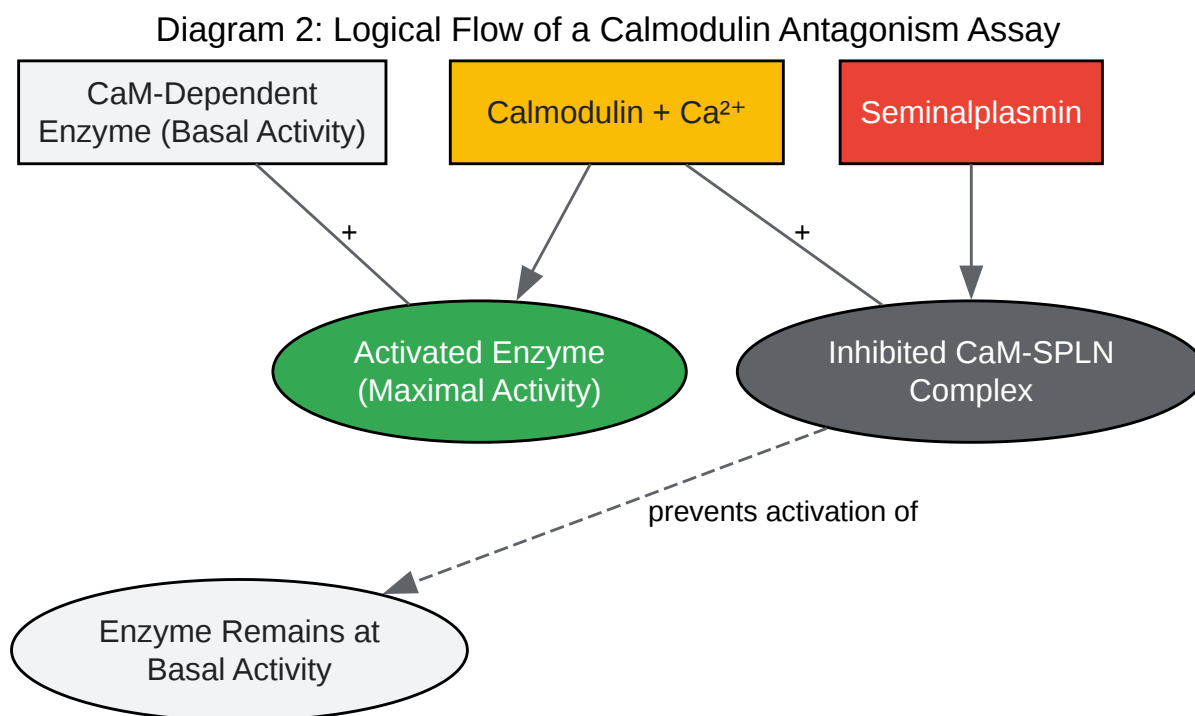 Diagram 2: Logical Flow of a Calmodulin Antagonism Assay
CaM-Dependent
Enzyme (Basal Activity)
Calmodulin + Ca²⁺
Seminalplasmin
+
+
Activated Enzyme
(Maximal Activity)
Inhibited CaM-SPLN
Complex
prevents activation of
Enzyme Remains at
Basal Activity